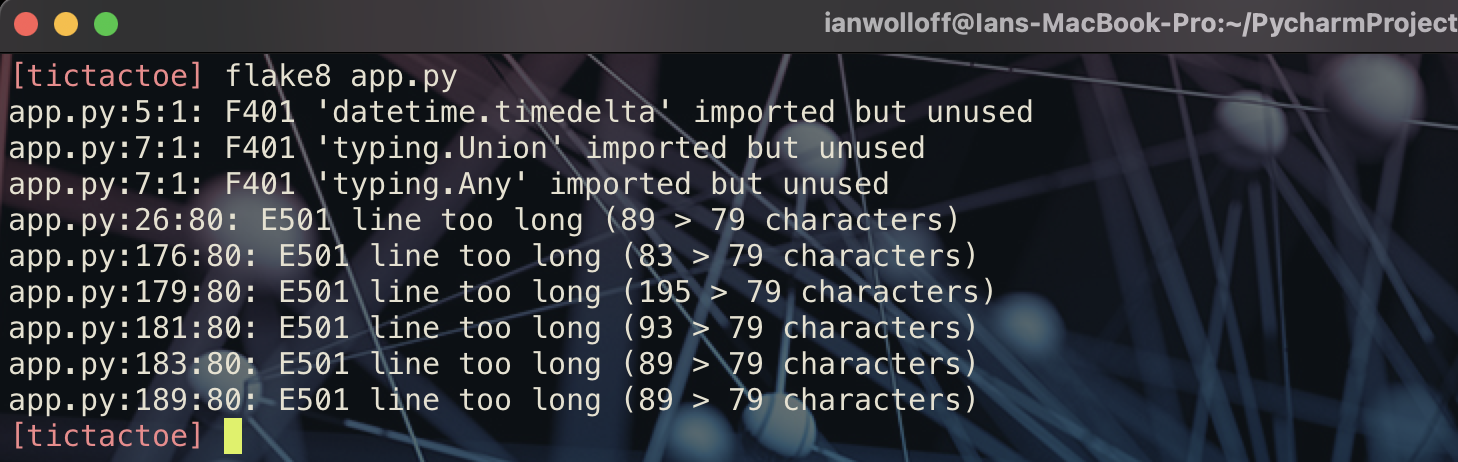 ianwolloff@Ians-MacBook-Pro:~/PycharmProject
[tictactoe] flake8 app.py
app.py:5:1: F401 'datetime.timedelta' imported but unused
app.py:7:1: F401 'typing.Union' imported but unused
app.py:7:1: F401 'typing.Any' imported but unused
app.py:26:80: E501 line too long (89 > 79 characters)
app.py:176:80: E501 line too long (83 > 79 characters)
app.py:179:80: E501 line too long (195 > 79 characters)
app.py:181:80: E501 line too long (93 > 79 characters)
app.py:183:80: E501 line too long (89 > 79 characters)
app.py:189:80: E501 line too long (89 > 79 characters)
[tictactoe]